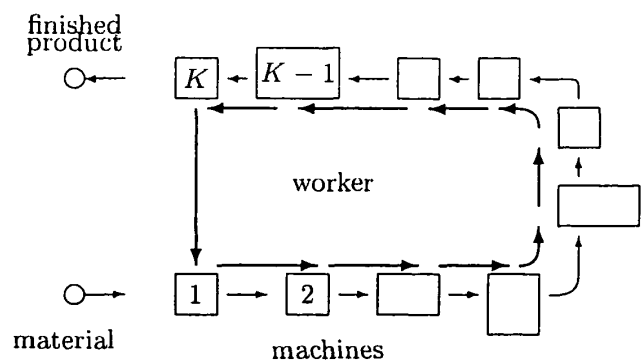 finished
product
K
K − 1
worker
1
2
material
machines